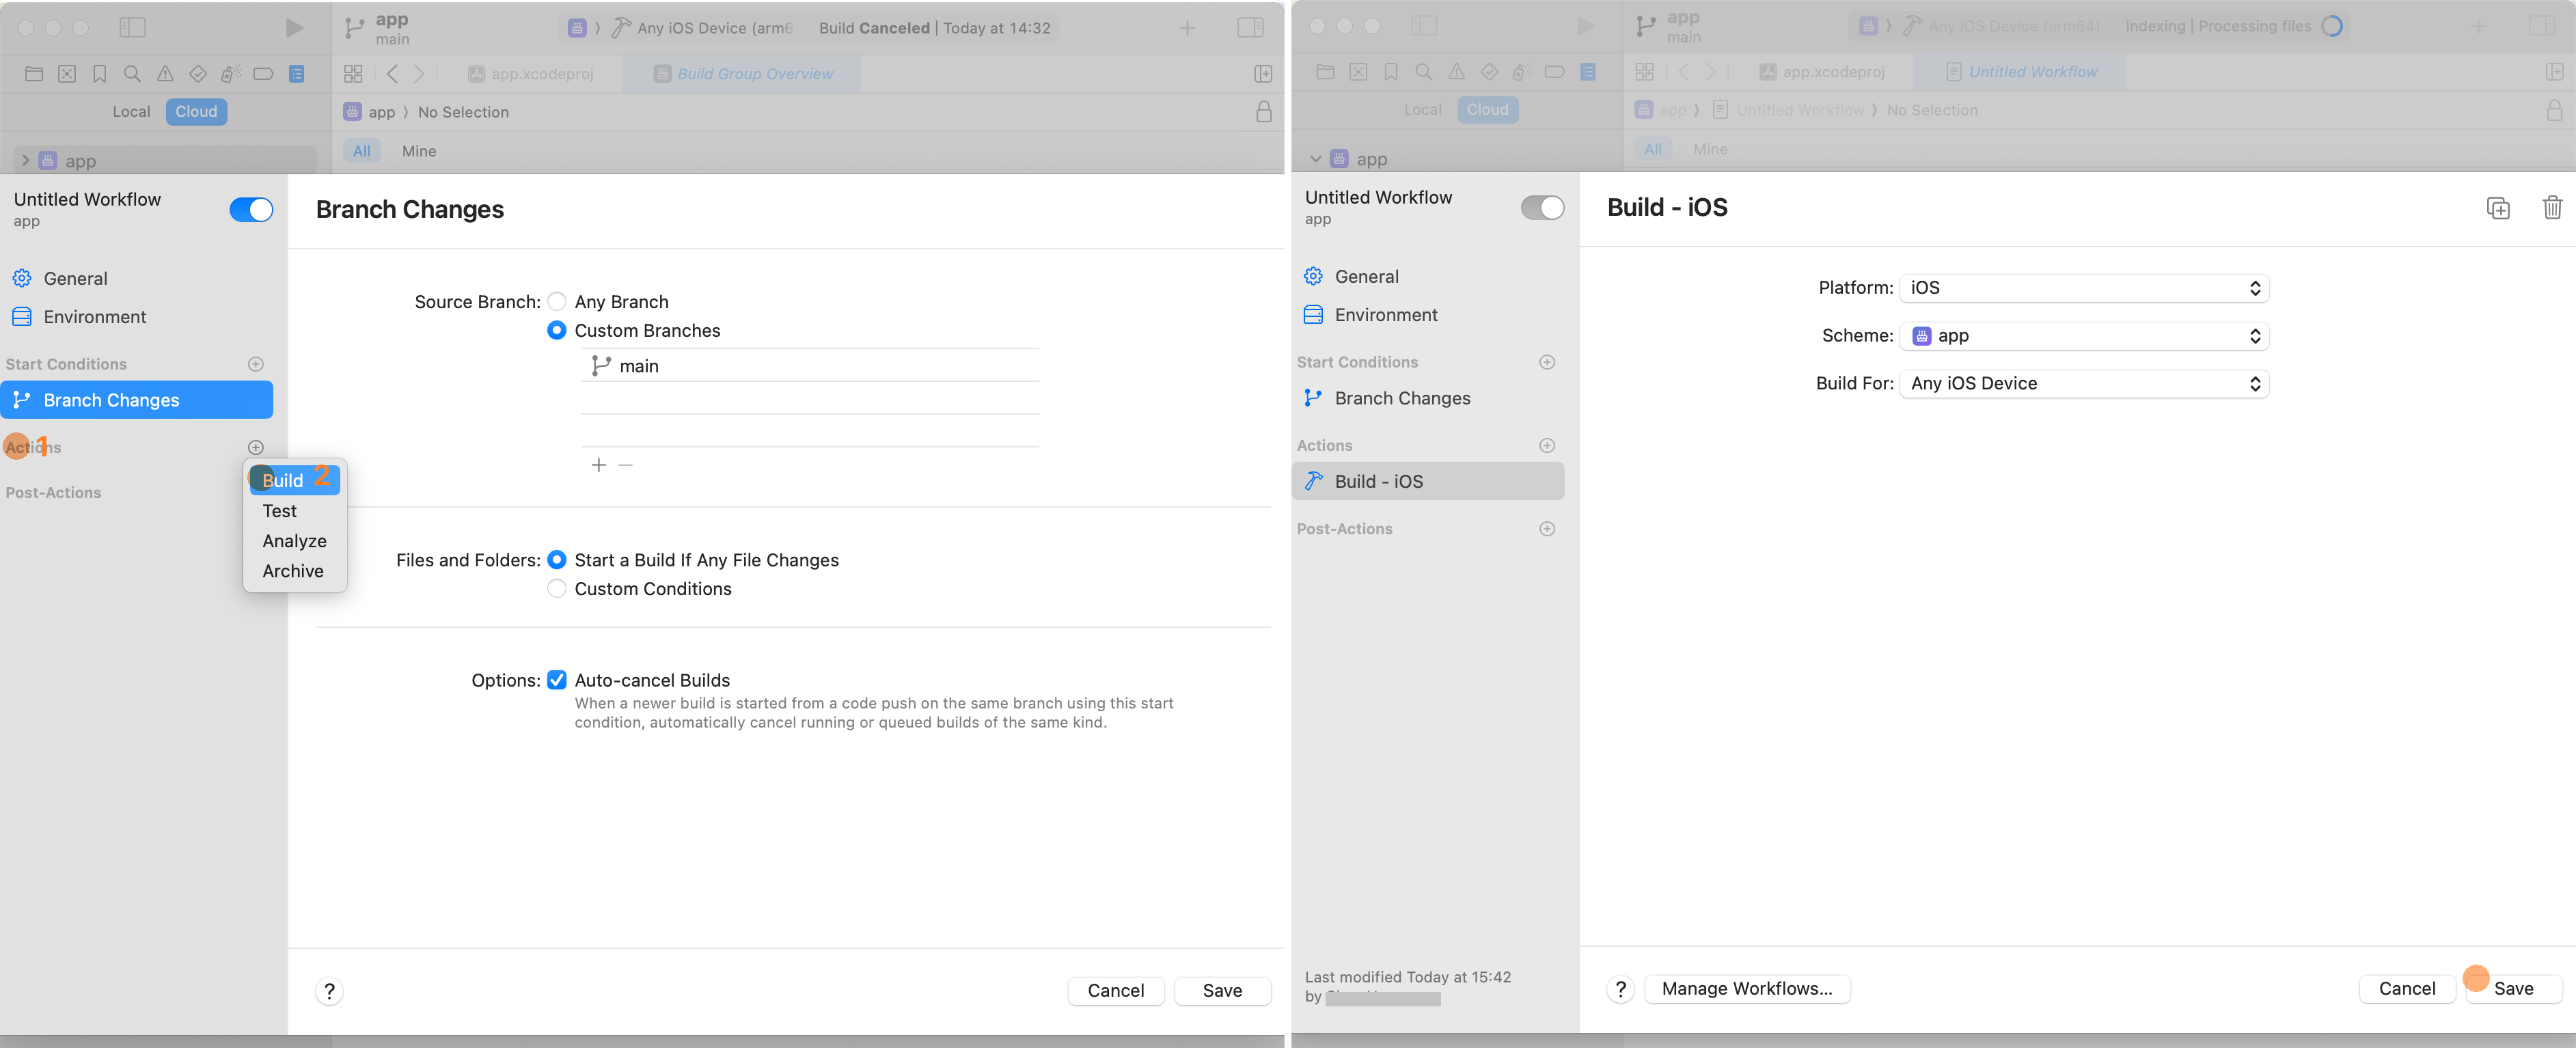 app
main
Any iOS Device (arm6
Build Canceled | Today at 14:32
app.xcodeproj
Build Group Overview
Local
Cloud
app
No Selection
app
All
Mine
Untitled Workflow
app
General
Environment
Start Conditions
Branch Changes
Actions
1
Post-Actions
Build
2
Test
Analyze
Archive
Branch Changes
Source Branch:
Any Branch
Custom Branches
main
Files and Folders:
Start a Build If Any File Changes
Custom Conditions
Options:
Auto-cancel Builds
When a newer build is started from a code push on the same branch using this start
condition, automatically cancel running or queued builds of the same kind.
?
Cancel
Save
app
main
Any iOS Device (arm64)
Indexing | Processing files
app.xcodeproj
Untitled Workflow
Local
Cloud
app
Untitled Workflow
No Selection
app
All
Mine
Untitled Workflow
app
General
Environment
Start Conditions
Branch Changes
Actions
Build - iOS
Post-Actions
Last modified Today at 15:42
by
Build - iOS
Platform:
iOS
Scheme:
app
Build For:
Any iOS Device
?
Manage Workflows...
Cancel
Save